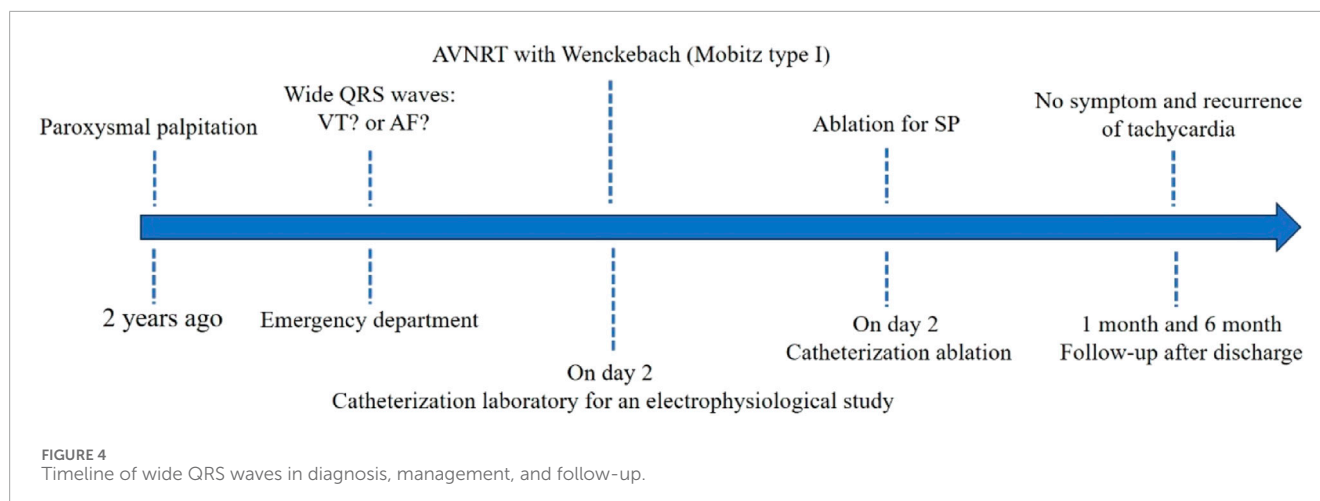 AVNRT with Wenckebach (Mobitz type I)
Wide QRS waves:
VT? or AF?
Paroxysmal palpitation
Ablation for SP
No symptom and recurrence
of tachycardia
2 years ago
Emergency department
On day 2
Catheterization laboratory for an electrophysiological study
On day 2
Catheterization ablation
1 month and 6 month
Follow-up after discharge
FIGURE 4
Timeline of wide QRS waves in diagnosis, management, and follow-up.